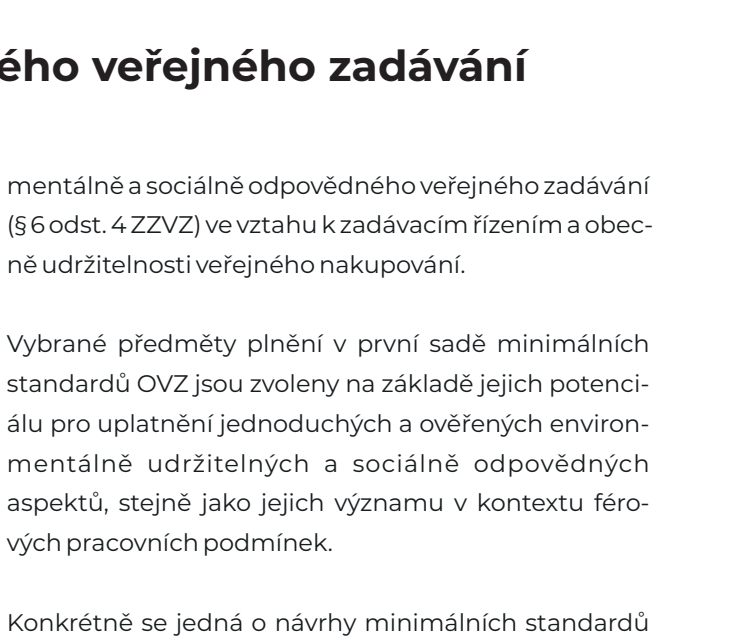 ého veřejného zadávání
mentálně a sociálně odpovědného veřejného zadávání
(§ 6 odst. 4 ZZVZ) ve vztahu k zadávacím řízením a obec-
ně udržitelnosti veřejného nakupování.
Vybrané předměty plnění v první sadě minimálních
standardů OVZ jsou zvoleny na základě jejich potenci-
álu pro uplatnění jednoduchých a ověřených environ-
mentálně udržitelných a sociálně odpovědných
aspektů, stejně jako jejich významu v kontextu féro-
vých pracovních podmínek.
Konkrétně se jedná o návrhy minimálních standardů